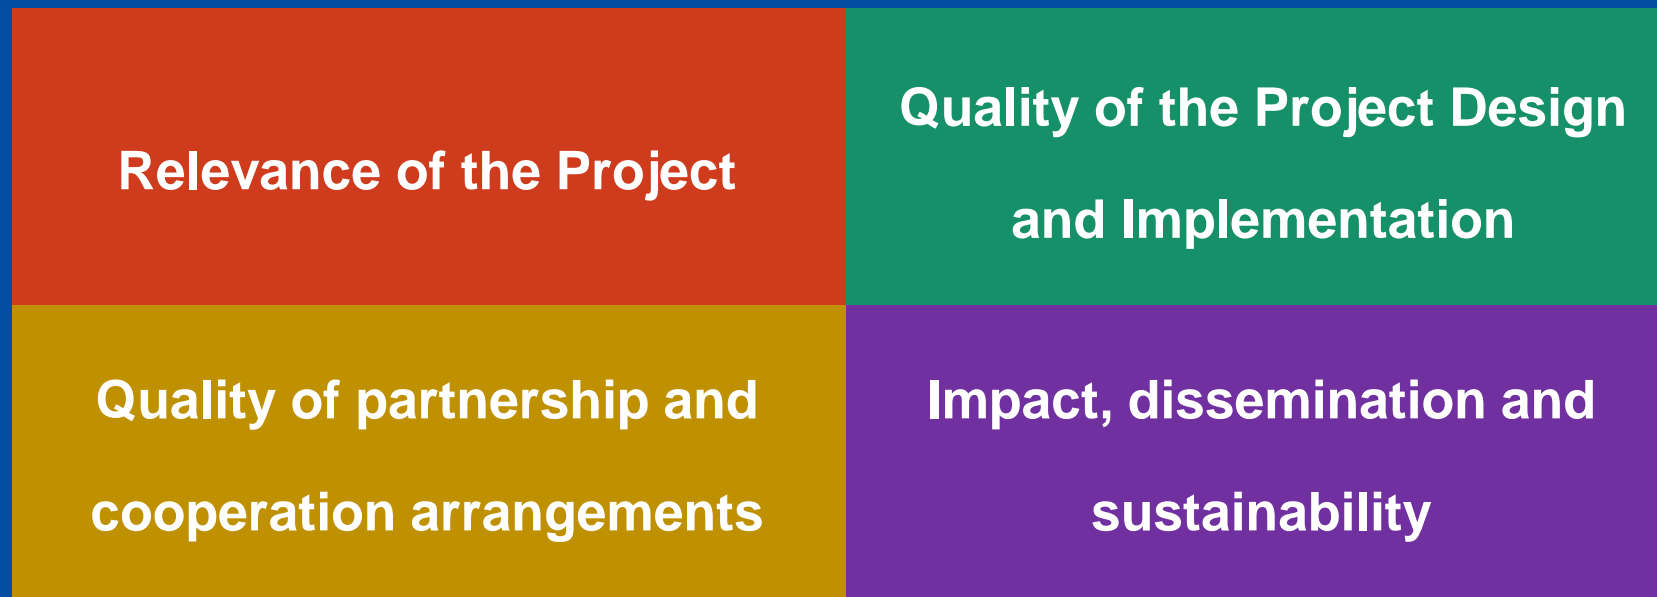 Relevance of the Project
Quality of the Project Design
and Implementation
Quality of partnership and
cooperation arrangements
Impact, dissemination and
sustainability